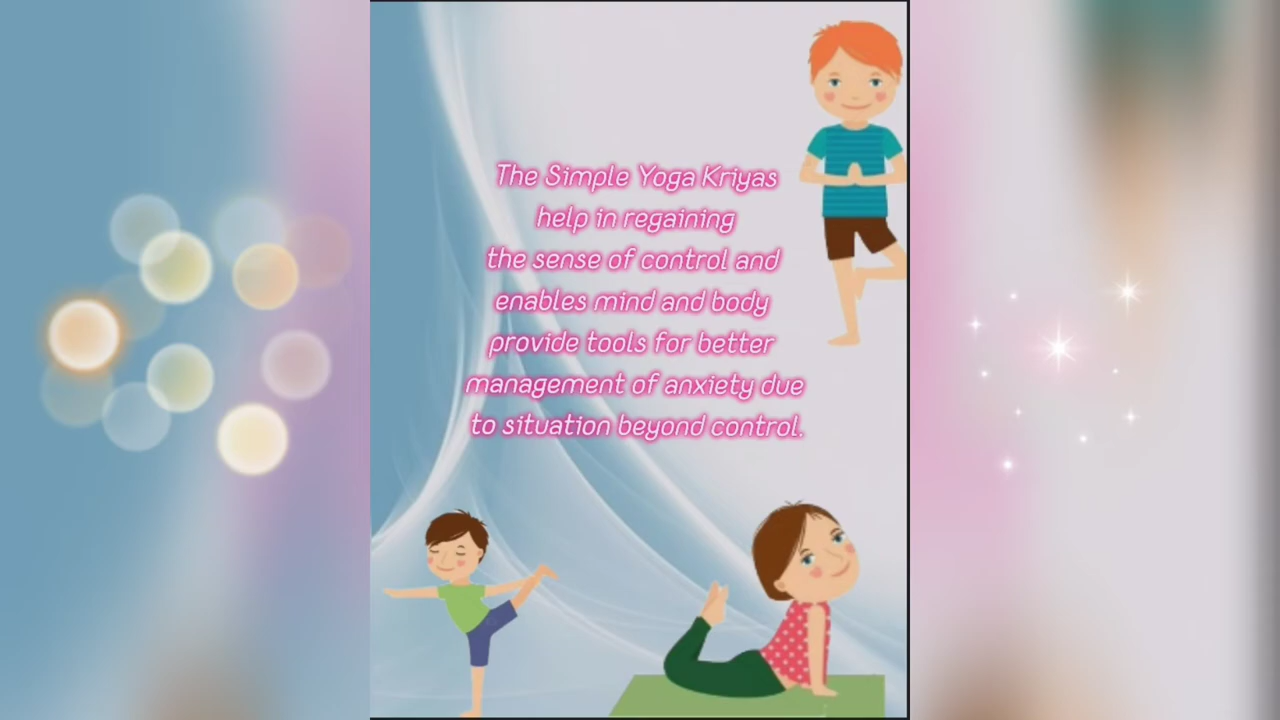 The Simple Yoga Kriyas
help in regaining
the sense of control and
enables mind and body
provide tools for better
management of anxiety due
to situation beyond control.